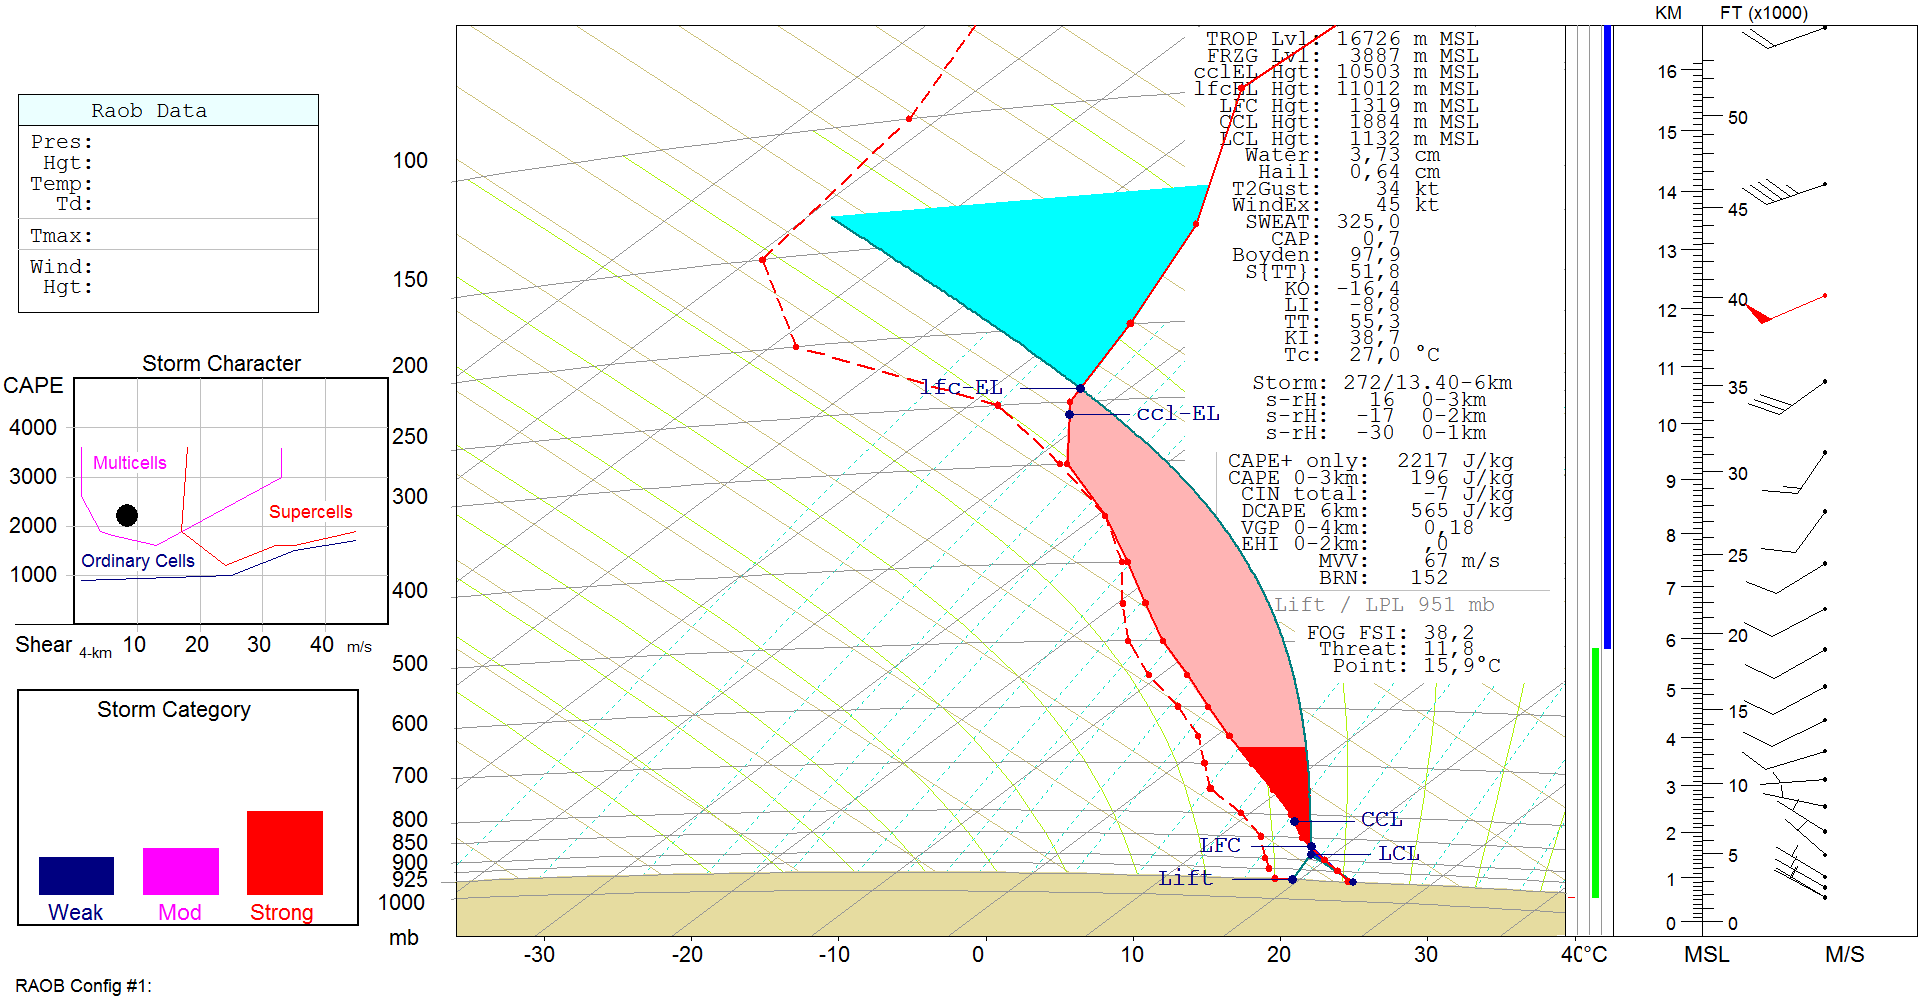 Raob Data
Pres:
Hgt:
Temp:
Td:
Tmax:
Wind:
Hgt:
Storm Character
CAPE
4000
3000
2000
1000
Multicells
Supercells
Ordinary Cells
Shear 4-km 10 20 30 40 m/s
Storm Category
Weak Mod Strong
RAOB Config #1:
100
150
200
250
300
400
500
600
700
800
850
900
925
1000
mb
-30 -20 -10 0 10 20 30 40°C
lfc-EL
ccl-EL
CCL
LFC
LCL
Lift
TROP Lvl: 16726 m MSL
FRZG Lvl: 3887 m MSL
cclEL Hgt: 10503 m MSL
lfcEL Hgt: 11012 m MSL
LFC Hgt: 1319 m MSL
CCL Hgt: 1884 m MSL
LCL Hgt: 1132 m MSL
Water: 3,73 cm
Hail: 0,64 cm
T2Gust: 34 kt
WindEx: 45 kt
SWEAT: 325,0
CAP: 0,7
Boyden: 97,9
S{TT}: 51,8
KO: -16,4
LI: -8,8
TT: 55,3
KI: 38,7
Tc: 27,0 °C
Storm: 272/13.40-6km
s-rH: 16 0-3km
s-rH: -17 0-2km
s-rH: -30 0-1km
CAPE+ only: 2217 J/kg
CAPE 0-3km: 196 J/kg
CIN total: -7 J/kg
DCAPE 6km: 565 J/kg
VGP 0-4km: 0,18
EHI 0-2km: ,0
MVV: 67 m/s
BRN: 152
Lift / LPL 951 mb
FOG FSI: 38,2
Threat: 11,8
Point: 15,9°C
KM FT (x1000)
16
15
14
13
12
11
10
9
8
7
6
5
4
3
2
1
0
50
45
40
35
30
25
20
15
10
5
0
MSL M/S